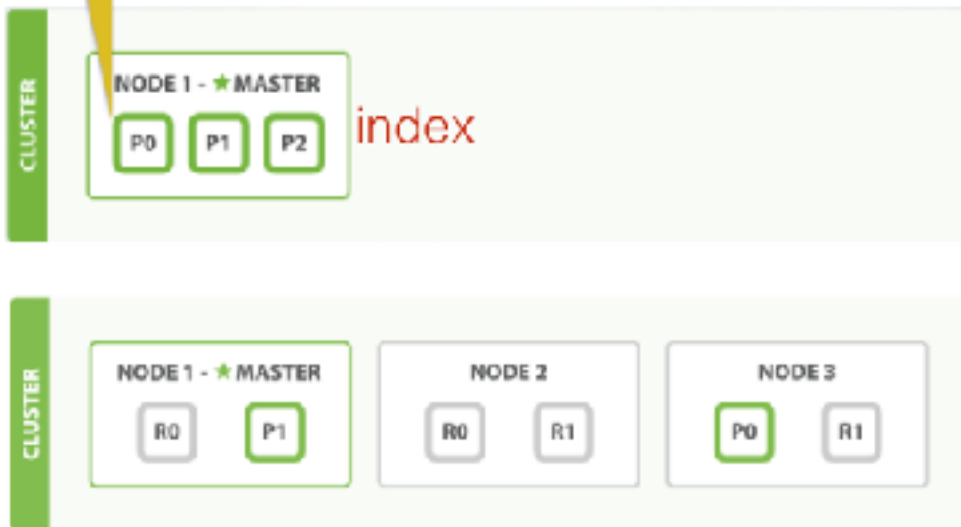 CLUSTER
NODE 1 - ★ MASTER
P0 P1 P2
index
CLUSTER
NODE 1 - ★ MASTER
R0 P1
NODE 2
R0 R1
NODE 3
P0 R1